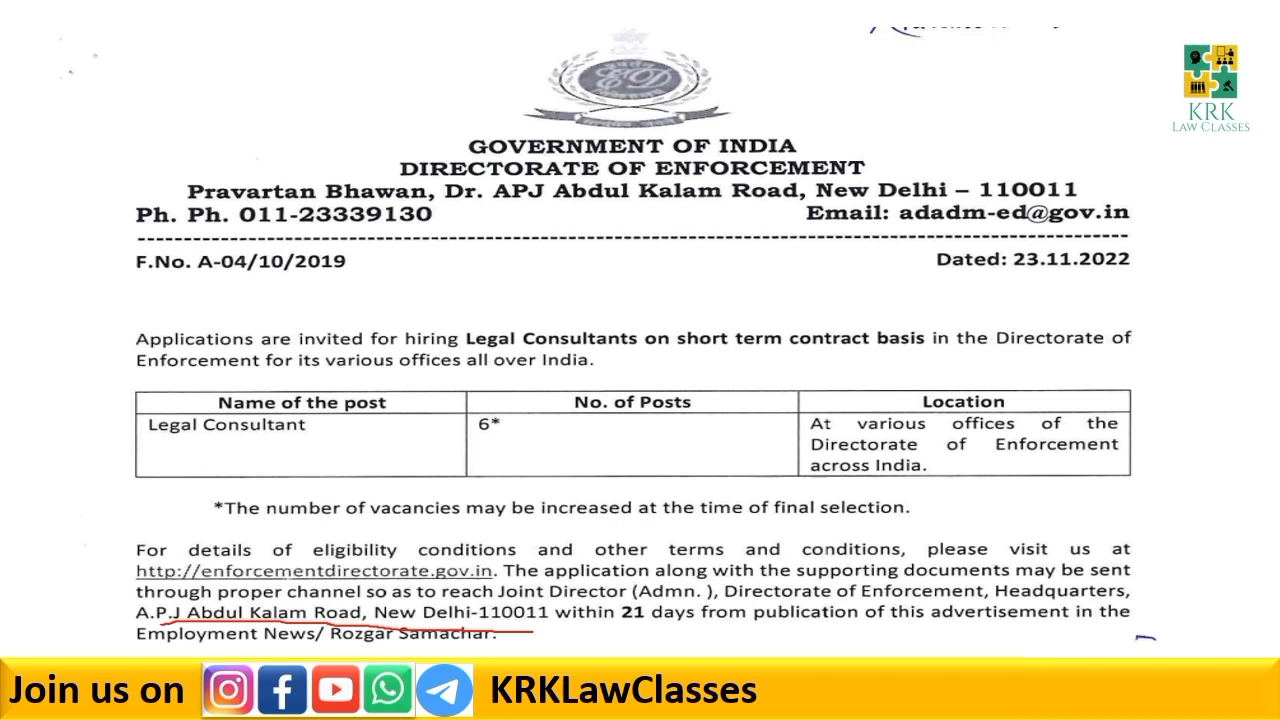 KRK
LAW CLASSES
ED
GOVERNMENT OF INDIA
DIRECTORATE OF ENFORCEMENT
Pravartan Bhawan, Dr. APJ Abdul Kalam Road, New Delhi – 110011
Ph. Ph. 011-23339130 Email: adadm-ed@gov.in
F.No. A-04/10/2019 Dated: 23.11.2022
Applications are invited for hiring Legal Consultants on short term contract basis in the Directorate of
Enforcement for its various offices all over India.
Name of the post No. of Posts Location
Legal Consultant 6* At various offices of the
Directorate of Enforcement
across India.
*The number of vacancies may be increased at the time of final selection.
For details of eligibility conditions and other terms and conditions, please visit us at
http://enforcementdirectorate.gov.in. The application along with the supporting documents may be sent
through proper channel so as to reach Joint Director (Admn. ), Directorate of Enforcement, Headquarters,
A.P.J Abdul Kalam Road, New Delhi-110011 within 21 days from publication of this advertisement in the
Employment News/ Rozgar Samachar.
Join us on KRKLawClasses